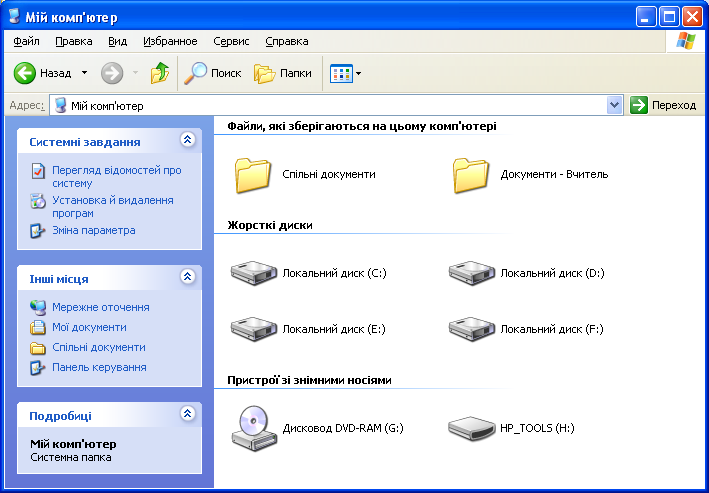 Мій комп'ютер
Файл Правка Вид Избранное Сервис Справка
Назад Поиск Папки
Адрес: Мій комп'ютер Переход
Системні завдання
Перегляд відомостей про
систему
Установка й видалення
програм
Зміна параметра
Інші місця
Мережне оточення
Мої документи
Спільні документи
Панель керування
Подробиці
Мій комп'ютер
Системна папка
Файли, які зберігаються на цьому комп'ютері
Спільні документи Документи - Вчитель
Жорсткі диски
Локальний диск (C:) Локальний диск (D:)
Локальний диск (E:) Локальний диск (F:)
Пристрої зі знімними носіями
Дисковод DVD-RAM (G:) HP_TOOLS (H:)